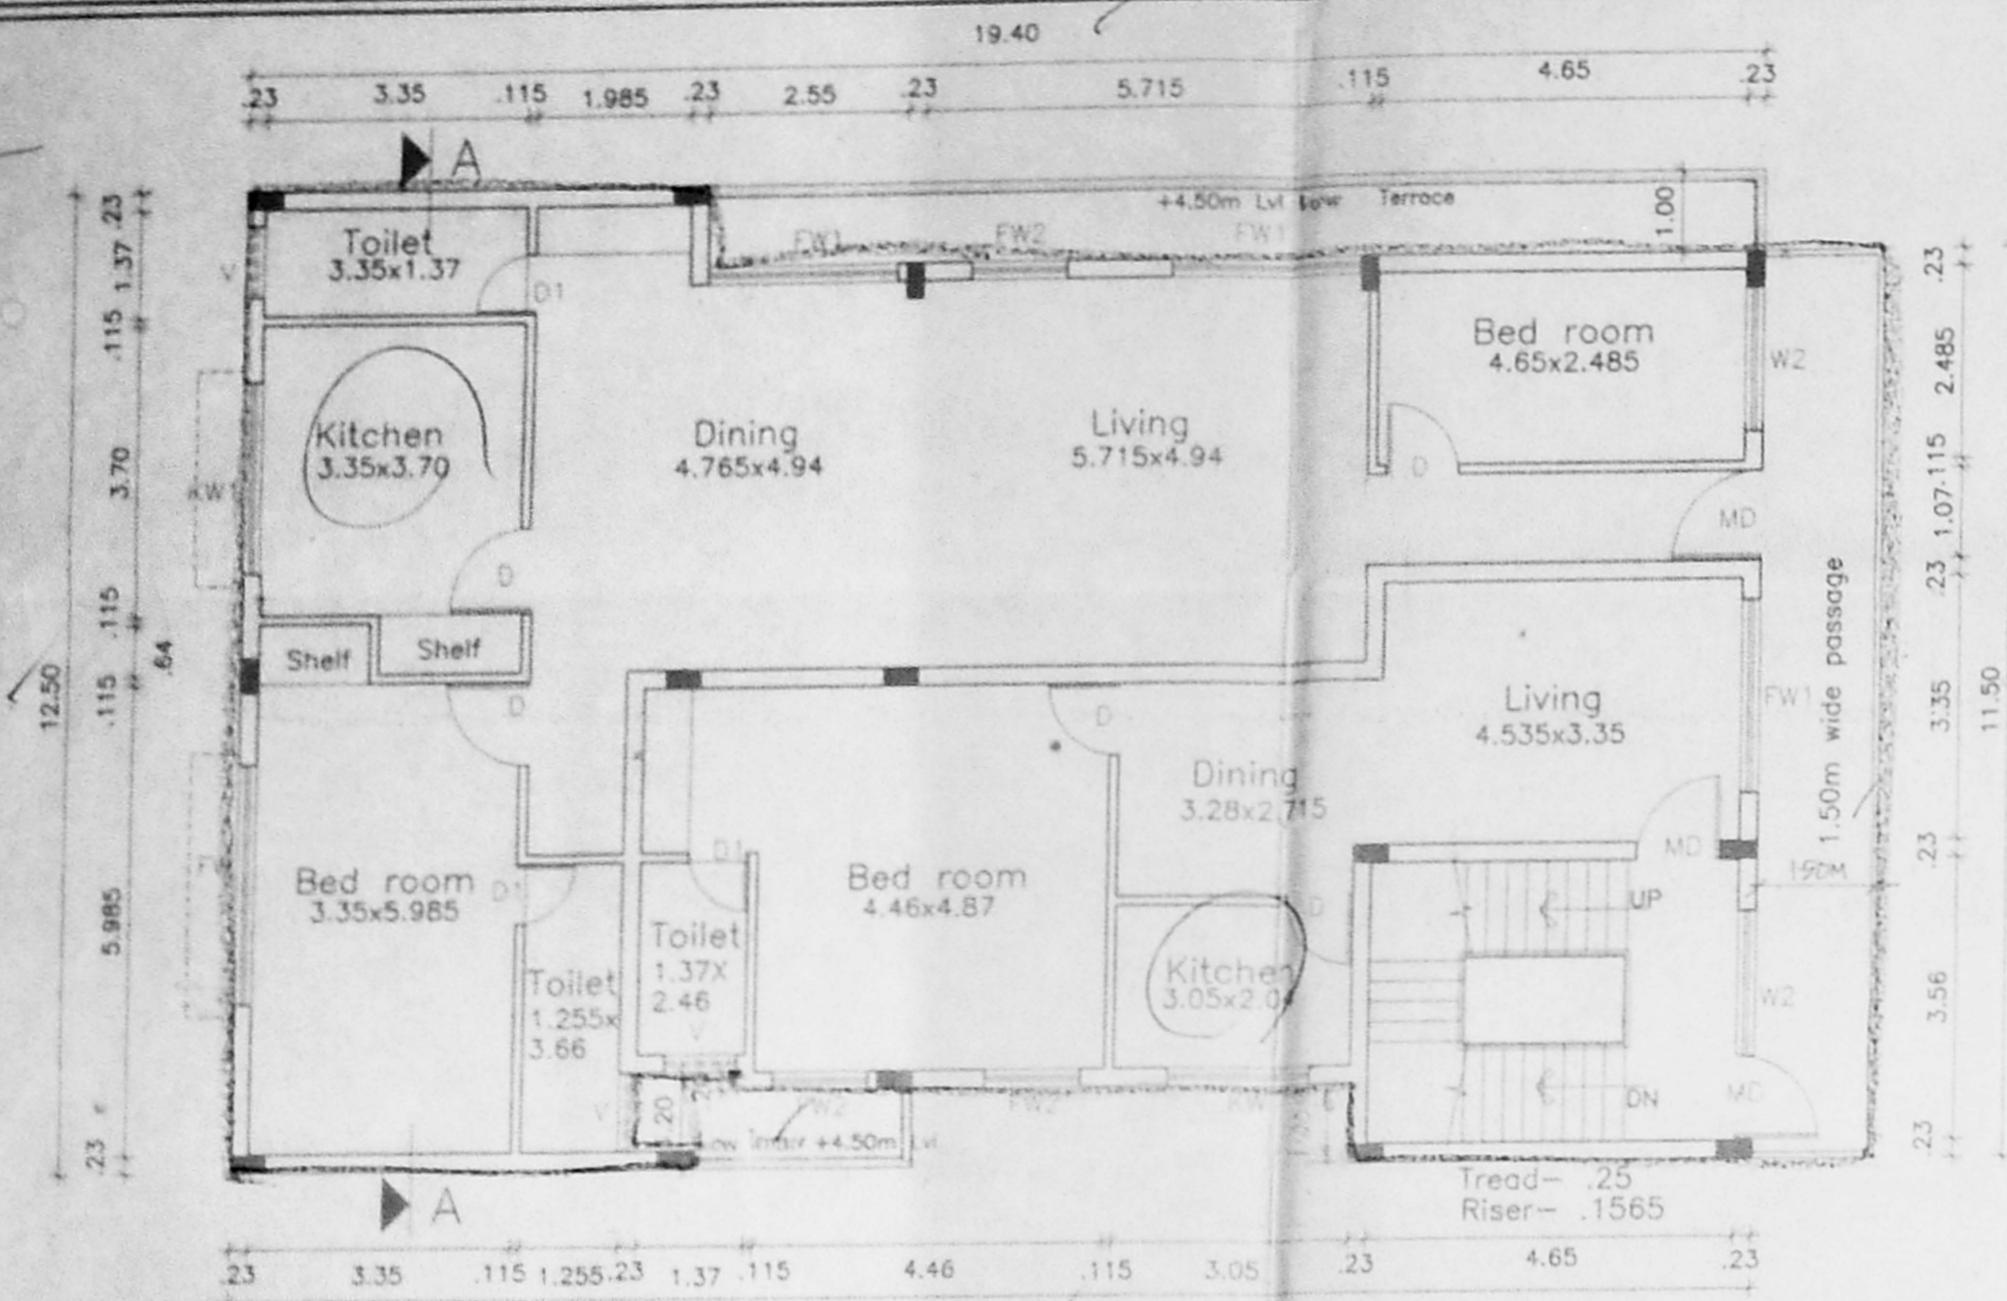 19.40
.23 3.35 .115 1.985 .23 2.55 .23 5.715 .115 4.65 .23
A
+4.50m Lvl Low Terrace
1.00
FW1 FW2 FW1
Toilet
3.35x1.37
V
D1
Bed room
4.65x2.485
W2
D
Kitchen
3.35x3.70
KW1
D
Dining
4.765x4.94
Living
5.715x4.94
MD
Shelf
Shelf
D
D
Living
4.535x3.35
FW1
MD
1.50m wide passage
1.50M
Dining
3.28x2.715
Bed room
3.35x5.985
D1
D1
Bed room
4.46x4.87
Toilet
1.37X
2.46
V
Toilet
1.255x
3.66
V
D
Kitchen
UP
W2
DN
MD
FW2 FW2
.20
Terrace +4.50m Lvl
A
Tread- .25
Riser- .1565
.23 3.35 .115 1.255 .23 1.37 .115 4.46 .115 3.05 .23 4.65 .23
12.50
.23 1.37 .115 3.70 .115 .64 .115 5.985 .23
11.50
.23 2.485 .115 1.07 .23 3.35 .23 3.56 .23